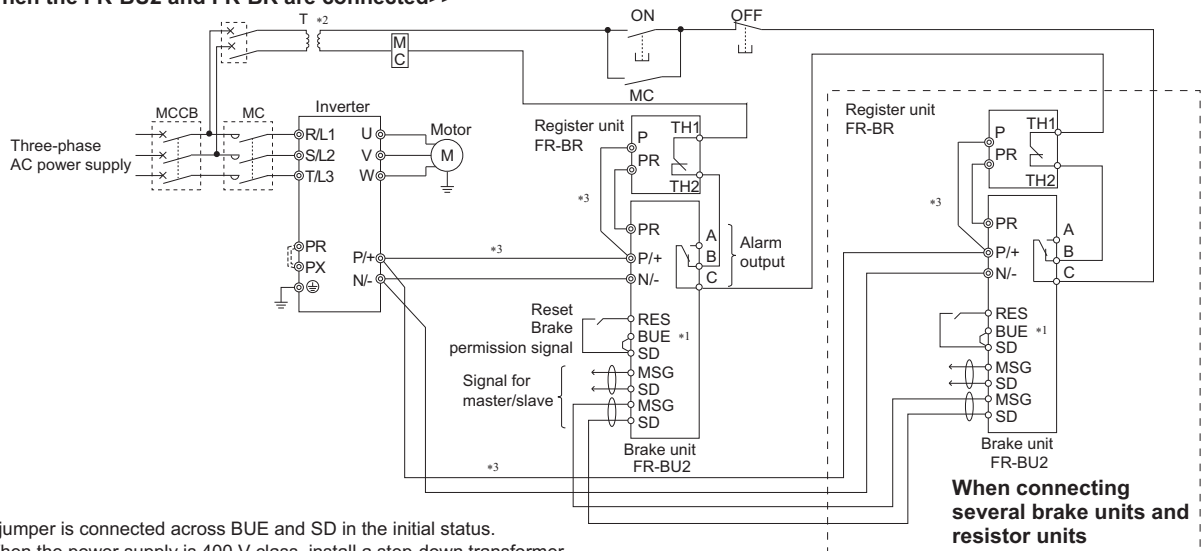 hen the FR-BU2 and FR-BR are connected>>
T *2
ON
OFF
M
C
MC
MCCB
MC
Inverter
Three-phase
AC power supply
R/L1
S/L2
T/L3
U
V
W
Motor
M
PR
PX
P/+
N/-
*3
*3
*3
Register unit
FR-BR
P
PR
TH1
TH2
PR
P/+
N/-
A
B
C
Alarm
output
Reset
Brake
permission signal
RES
BUE *1
SD
Signal for
master/slave
MSG
SD
MSG
SD
Brake unit
FR-BU2
Register unit
FR-BR
P
PR
TH1
TH2
*3
PR
P/+
N/-
A
B
C
RES
BUE *1
SD
MSG
SD
MSG
SD
Brake unit
FR-BU2
When connecting
several brake units and
resistor units
jumper is connected across BUE and SD in the initial status.
hen the power supply is 400 V class, install a step-down transformer